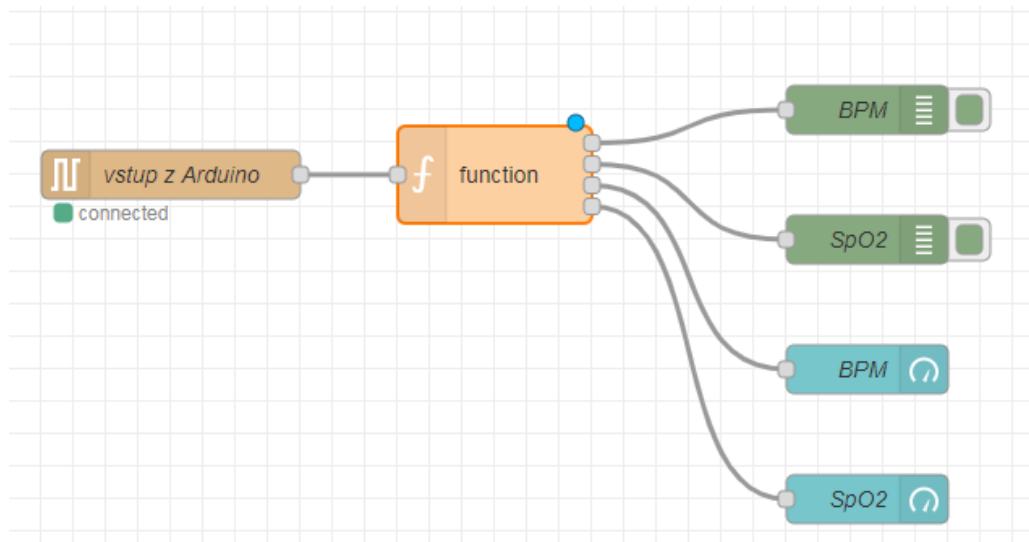 vstup z Arduino
connected
function
BPM
SpO2
BPM
SpO2